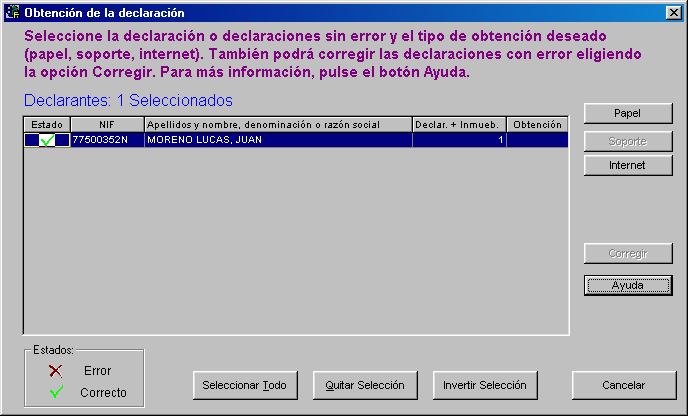 Obtención de la declaración
Seleccione la declaración o declaraciones sin error y el tipo de obtención deseado
(papel, soporte, internet). También podrá corregir las declaraciones con error eligiendo
la opción Corregir. Para más información, pulse el botón Ayuda.
Declarantes: 1 Seleccionados
Estado NIF Apellidos y nombre, denominación o razón social Declar. + Inmueb. Obtención
77500352N MORENO LUCAS, JUAN 1
Papel
Soporte
Internet
Corregir
Ayuda
Estados:
Error
Correcto
Seleccionar Todo Quitar Selección Invertir Selección Cancelar